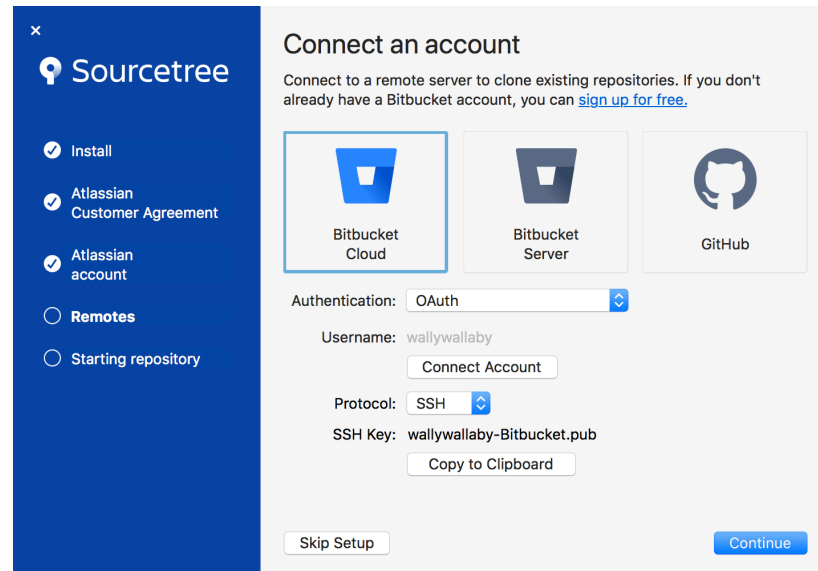 Sourcetree
Install
Atlassian
Customer Agreement
Atlassian
account
Remotes
Starting repository
Connect an account
Connect to a remote server to clone existing repositories. If you don't
already have a Bitbucket account, you can sign up for free.
Bitbucket
Cloud
Bitbucket
Server
GitHub
Authentication: OAuth
Username: wallywallaby
Connect Account
Protocol: SSH
SSH Key: wallywallaby-Bitbucket.pub
Copy to Clipboard
Skip Setup
Continue